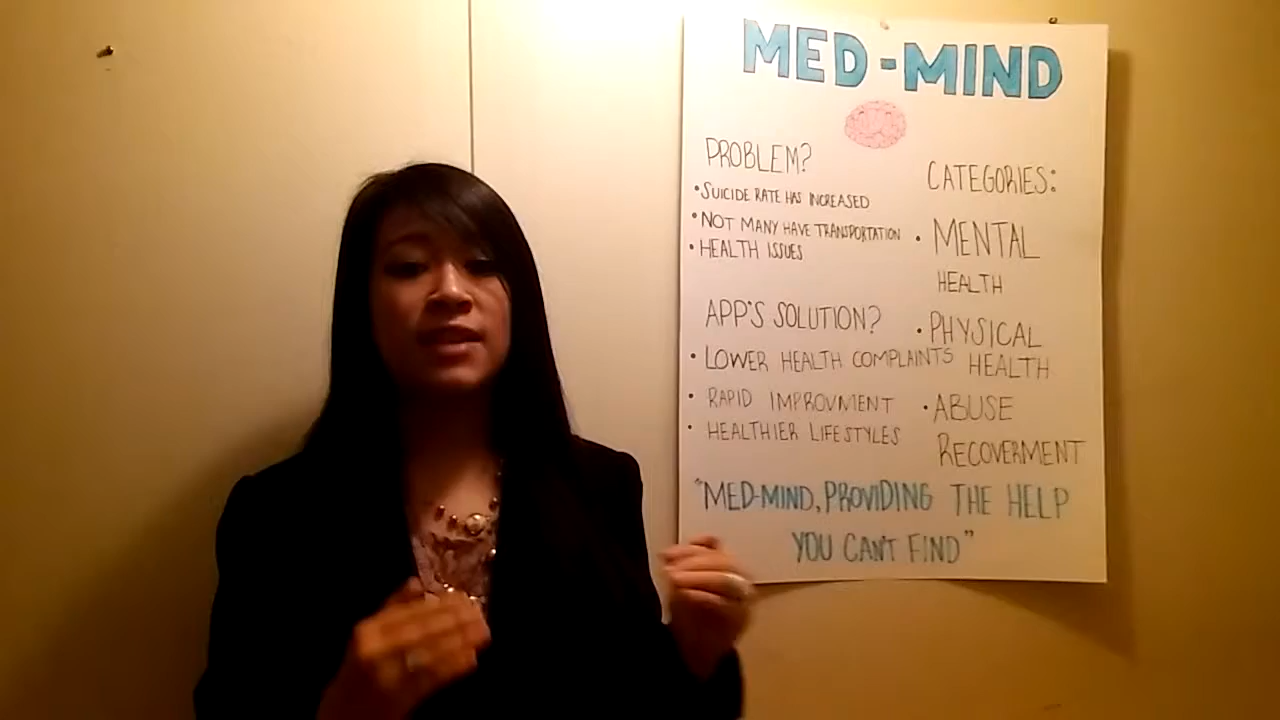 MED-MIND
PROBLEM?
• SUICIDE RATE HAS INCREASED
• NOT MANY HAVE TRANSPORTATION
• HEALTH ISSUES
APP'S SOLUTION?
• LOWER HEALTH COMPLAINTS
• RAPID IMPROVMENT
• HEALTHIER LIFESTYLES
CATEGORIES:
• MENTAL
HEALTH
• PHYSICAL
HEALTH
• ABUSE
RECOVERMENT
"MED-MIND, PROVIDING THE HELP
YOU CAN'T FIND"